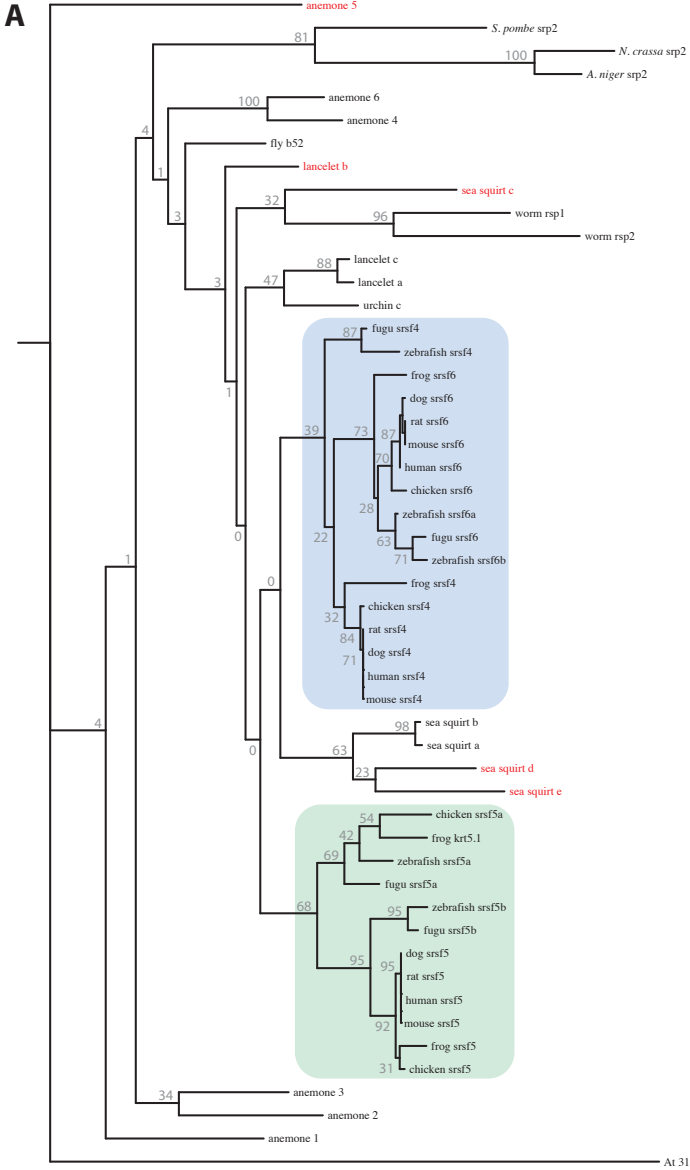 A
anemone 5
81
S. pombe srp2
100
N. crassa srp2
A. niger srp2
4
100
anemone 6
anemone 4
1
fly b52
3
lancelet b
32
sea squirt c
96
worm rsp1
worm rsp2
3
88
lancelet c
47
lancelet a
urchin c
87
fugu srsf4
zebrafish srsf4
frog srsf6
1
dog srsf6
39
73
87
rat srsf6
mouse srsf6
70
human srsf6
chicken srsf6
28
zebrafish srsf6a
0
22
63
fugu srsf6
71
zebrafish srsf6b
1
0
frog srsf4
32
chicken srsf4
84
rat srsf4
71
dog srsf4
human srsf4
mouse srsf4
4
98
sea squirt b
0
63
sea squirt a
23
sea squirt d
sea squirt e
54
chicken srsf5a
42
frog krt5.1
69
zebrafish srsf5a
fugu srsf5a
68
95
zebrafish srsf5b
fugu srsf5b
95
95
dog srsf5
rat srsf5
human srsf5
92
mouse srsf5
frog srsf5
31
chicken srsf5
34
anemone 3
anemone 2
anemone 1
At 31